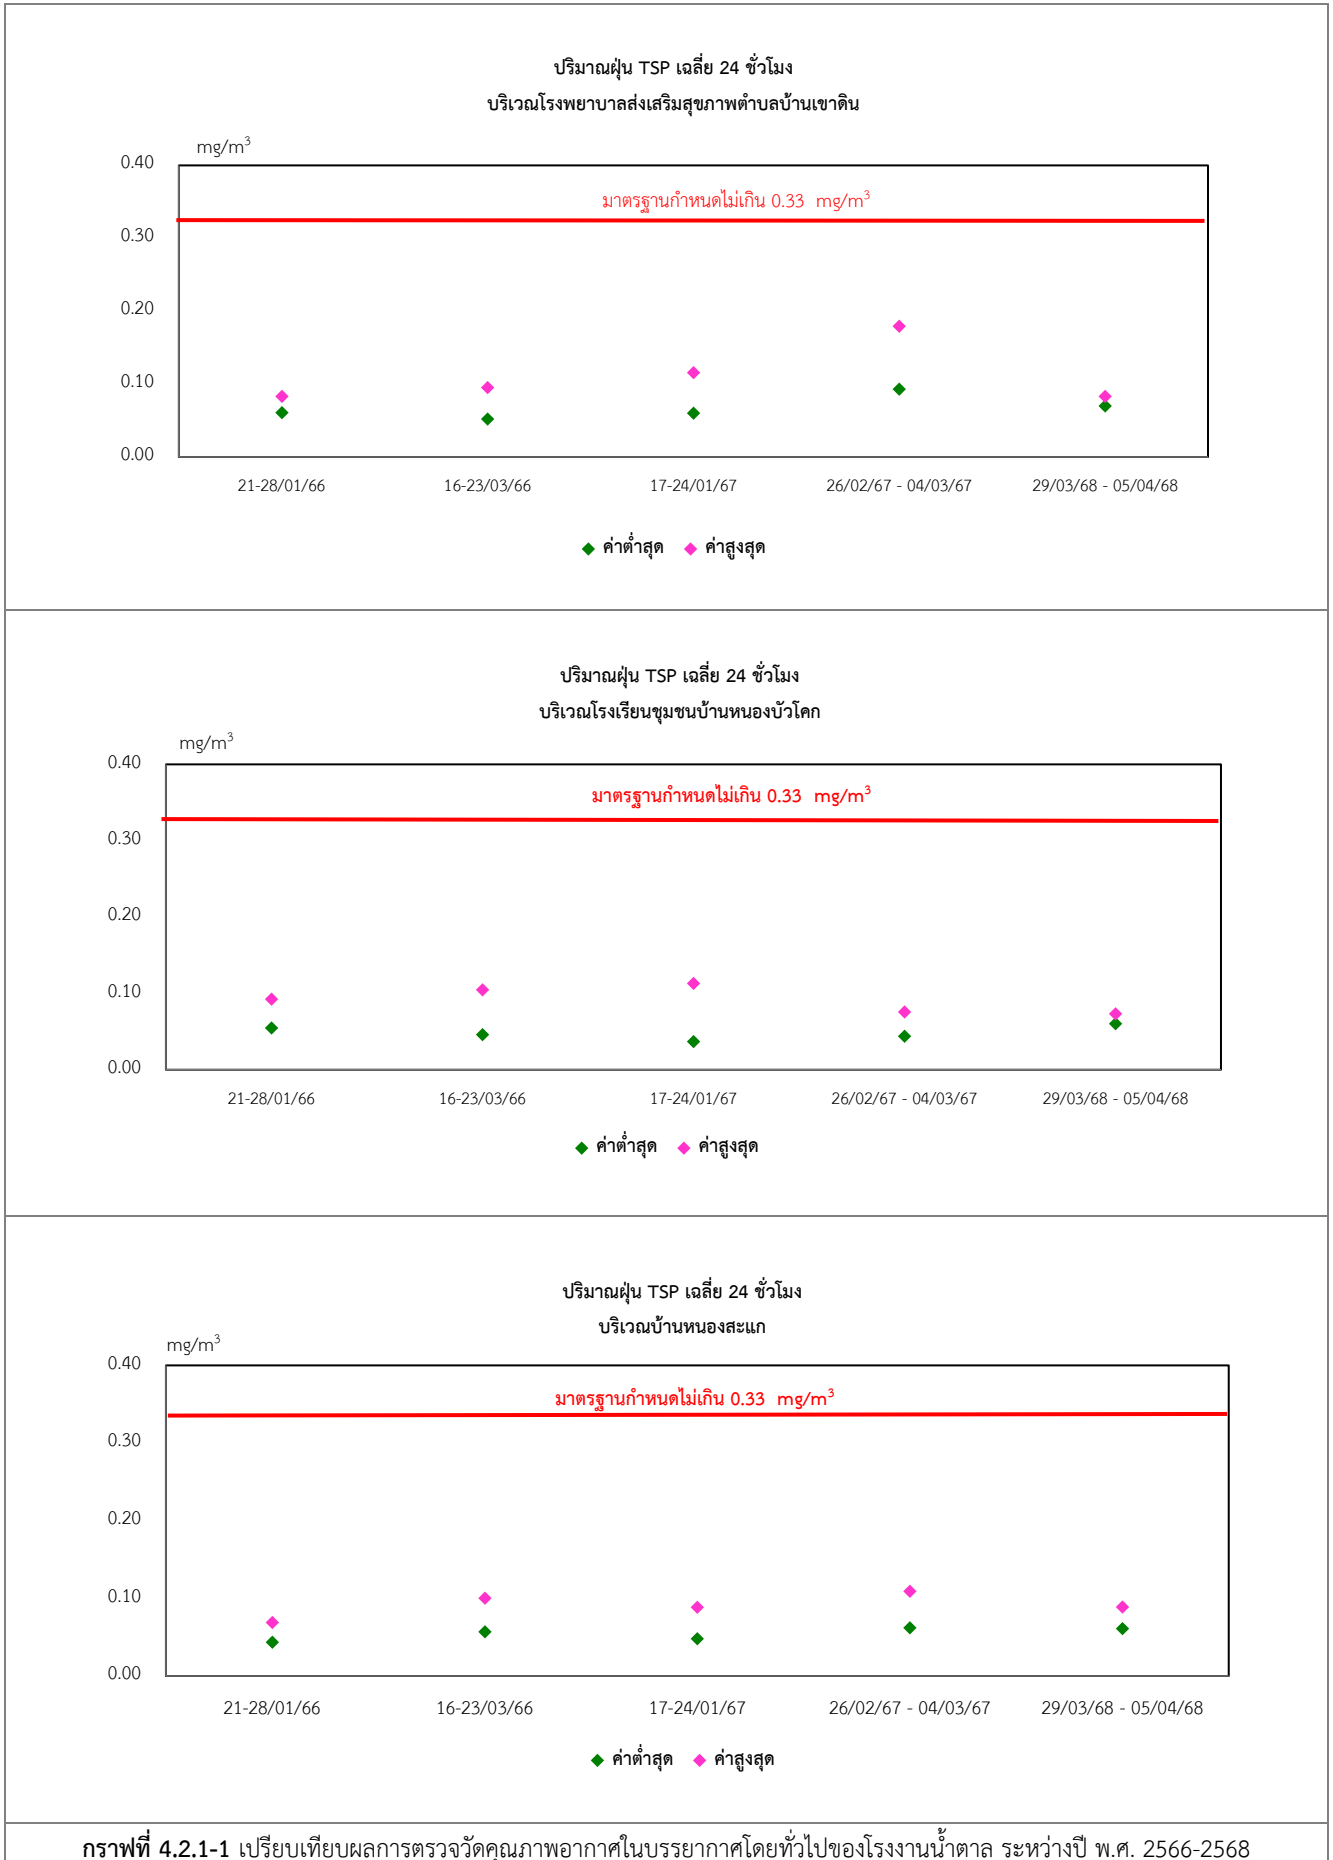 ปริมาณฝุ่น TSP เฉลี่ย 24 ชั่วโมง
บริเวณโรงพยาบาลส่งเสริมสุขภาพตำบลบ้านเขาดิน
mg/m³
0.40
มาตรฐานกำหนดไม่เกิน 0.33 mg/m³
0.30
0.20
0.10
0.00
21-28/01/66 16-23/03/66 17-24/01/67 26/02/67 - 04/03/67 29/03/68 - 05/04/68
ค่าต่ำสุด ค่าสูงสุด
ปริมาณฝุ่น TSP เฉลี่ย 24 ชั่วโมง
บริเวณโรงเรียนชุมชนบ้านหนองบัวโคก
mg/m³
0.40
มาตรฐานกำหนดไม่เกิน 0.33 mg/m³
0.30
0.20
0.10
0.00
21-28/01/66 16-23/03/66 17-24/01/67 26/02/67 - 04/03/67 29/03/68 - 05/04/68
ค่าต่ำสุด ค่าสูงสุด
ปริมาณฝุ่น TSP เฉลี่ย 24 ชั่วโมง
บริเวณบ้านหนองสะแก
mg/m³
0.40
มาตรฐานกำหนดไม่เกิน 0.33 mg/m³
0.30
0.20
0.10
0.00
21-28/01/66 16-23/03/66 17-24/01/67 26/02/67 - 04/03/67 29/03/68 - 05/04/68
ค่าต่ำสุด ค่าสูงสุด
กราฟที่ 4.2.1-1 เปรียบเทียบผลการตรวจวัดคุณภาพอากาศในบรรยากาศโดยทั่วไปของโรงงานน้ำตาล ระหว่างปี พ.ศ. 2566-2568